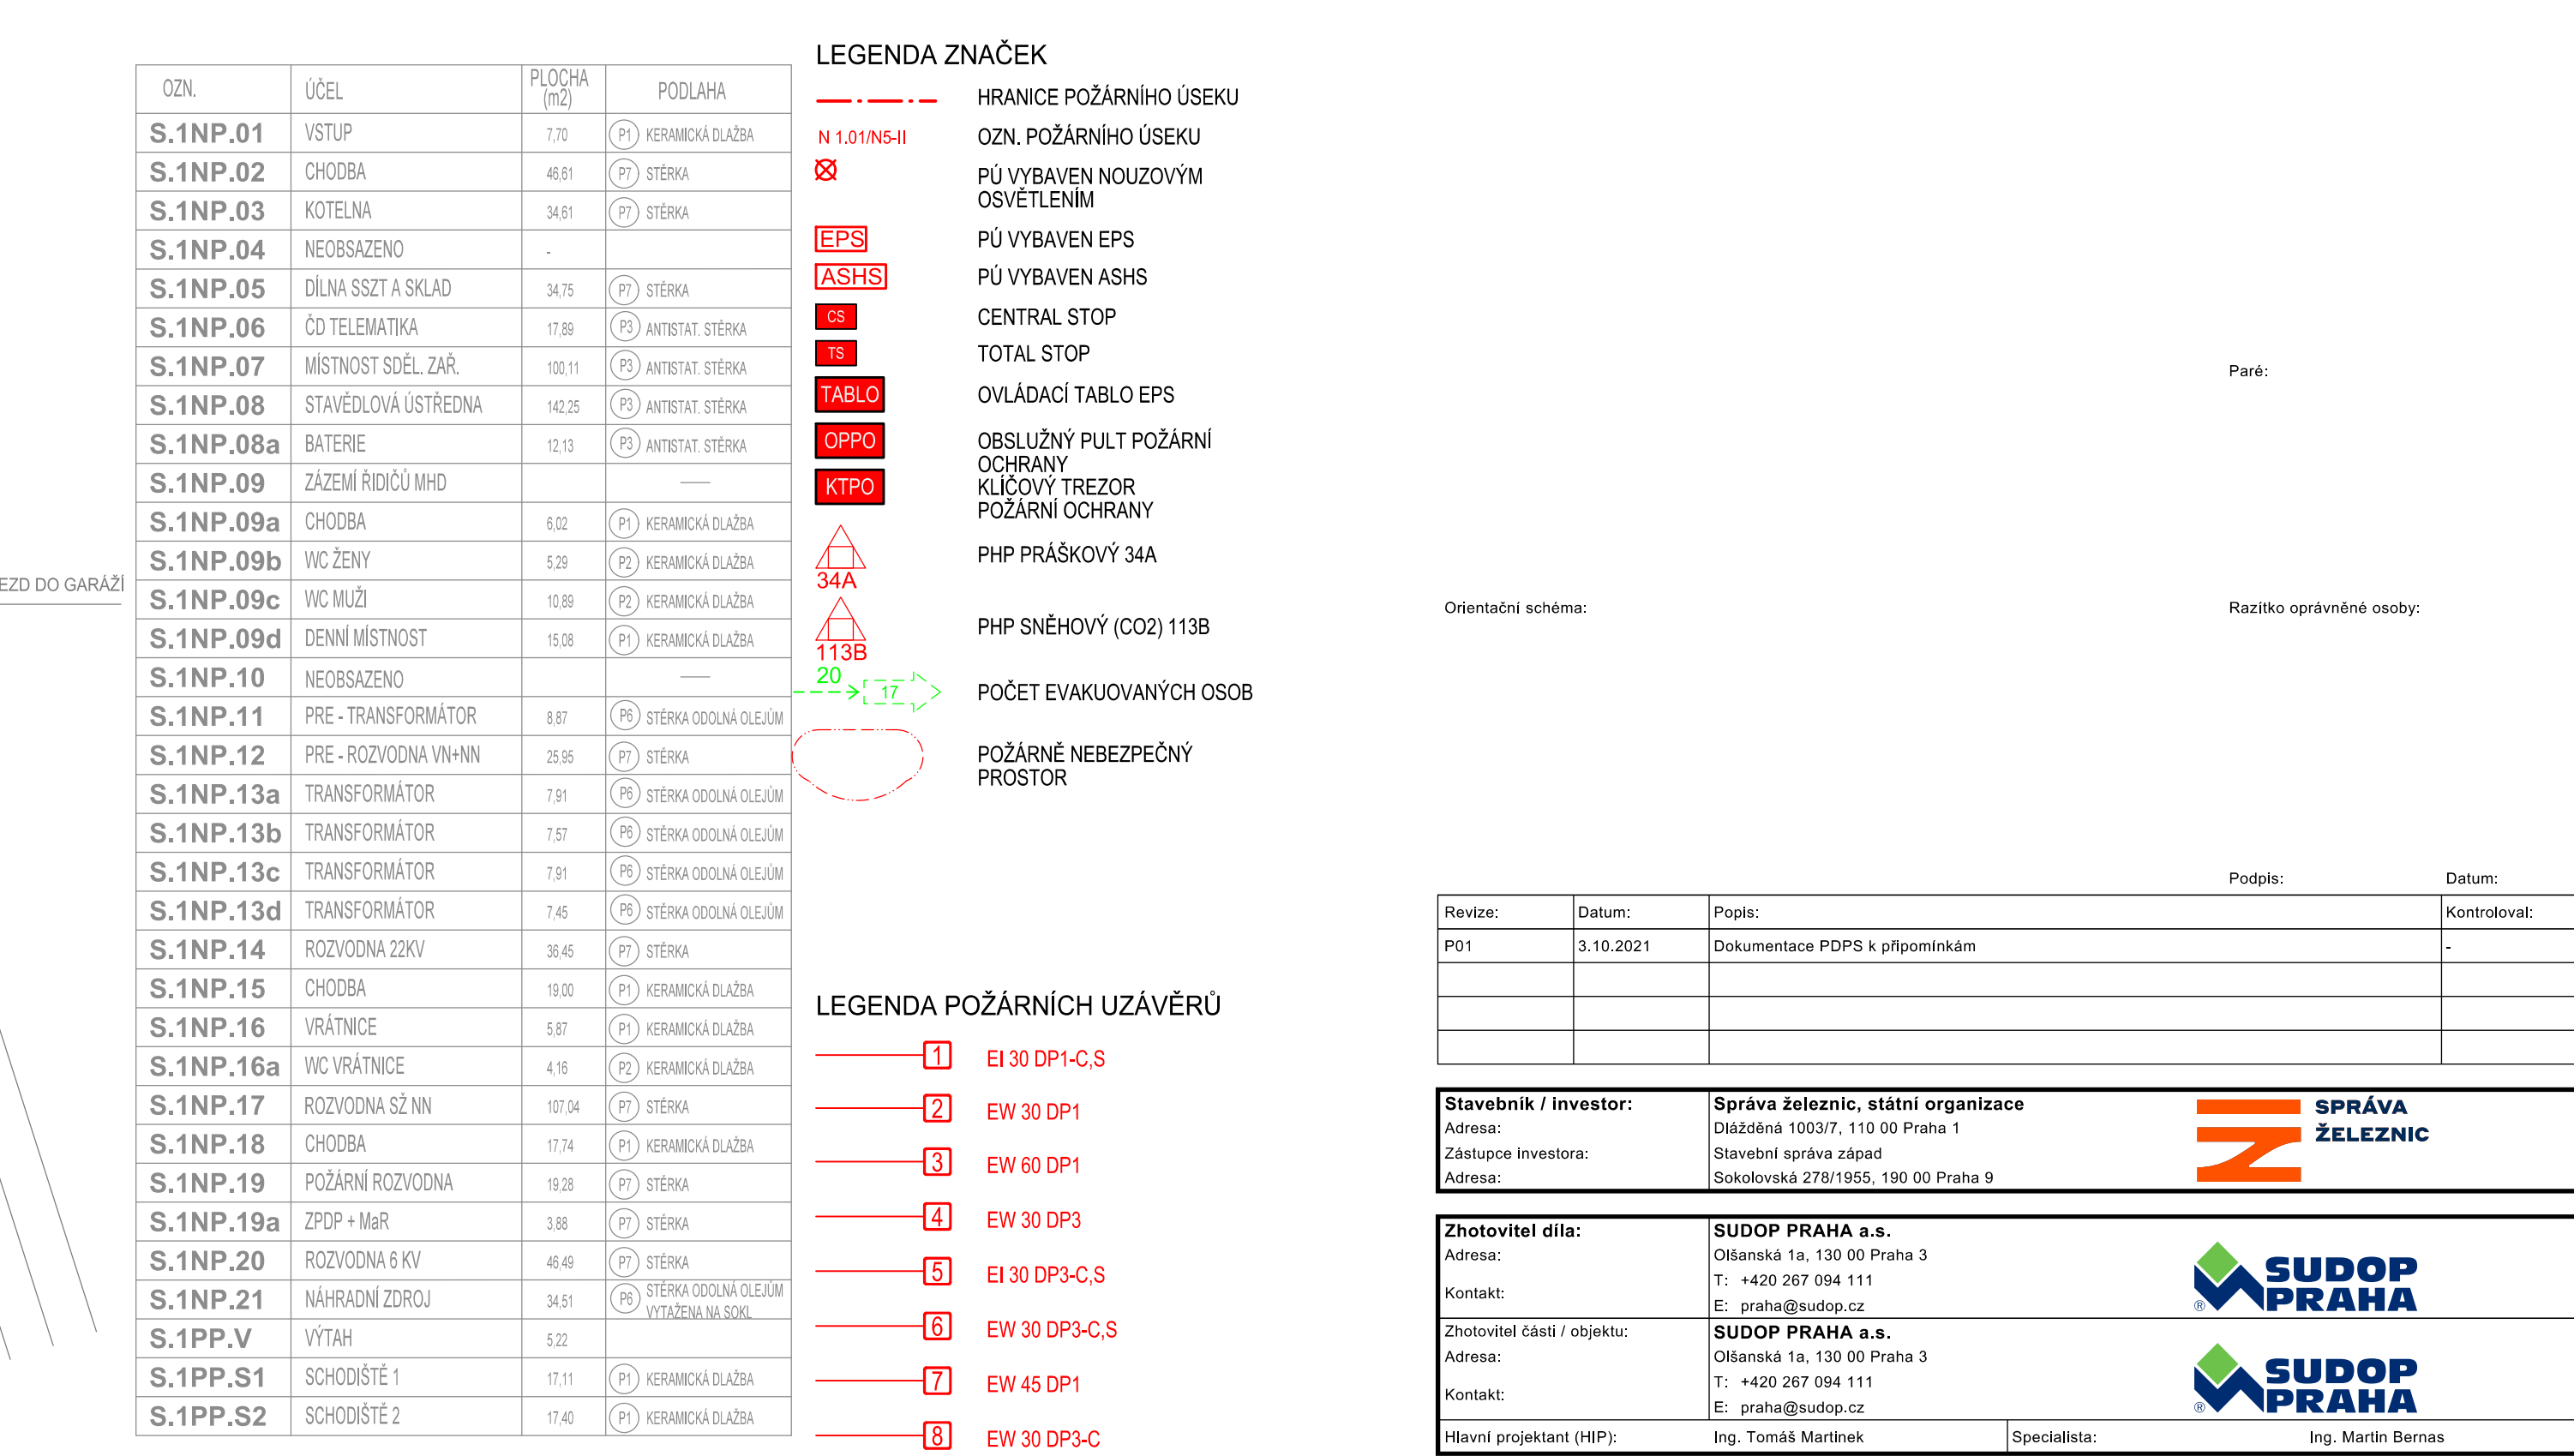 OZN. ÚČEL PLOCHA (m2) PODLAHA
S.1NP.01 VSTUP 7,70 P1 KERAMICKÁ DLAŽBA
S.1NP.02 CHODBA 46,61 P7 STĚRKA
S.1NP.03 KOTELNA 34,61 P7 STĚRKA
S.1NP.04 NEOBSAZENO -
S.1NP.05 DÍLNA SSZT A SKLAD 34,75 P7 STĚRKA
S.1NP.06 ČD TELEMATIKA 17,89 P3 ANTISTAT. STĚRKA
S.1NP.07 MÍSTNOST SDĚL. ZAŘ. 100,11 P3 ANTISTAT. STĚRKA
S.1NP.08 STAVĚDLOVÁ ÚSTŘEDNA 142,25 P3 ANTISTAT. STĚRKA
S.1NP.08a BATERIE 12,13 P3 ANTISTAT. STĚRKA
S.1NP.09 ZÁZEMÍ ŘIDIČŮ MHD
S.1NP.09a CHODBA 6,02 P1 KERAMICKÁ DLAŽBA
S.1NP.09b WC ŽENY 5,29 P2 KERAMICKÁ DLAŽBA
S.1NP.09c WC MUŽI 10,89 P2 KERAMICKÁ DLAŽBA
S.1NP.09d DENNÍ MÍSTNOST 15,08 P1 KERAMICKÁ DLAŽBA
S.1NP.10 NEOBSAZENO
S.1NP.11 PRE - TRANSFORMÁTOR 8,87 P6 STĚRKA ODOLNÁ OLEJŮM
S.1NP.12 PRE - ROZVODNA VN+NN 25,95 P7 STĚRKA
S.1NP.13a TRANSFORMÁTOR 7,91 P6 STĚRKA ODOLNÁ OLEJŮM
S.1NP.13b TRANSFORMÁTOR 7,57 P6 STĚRKA ODOLNÁ OLEJŮM
S.1NP.13c TRANSFORMÁTOR 7,91 P6 STĚRKA ODOLNÁ OLEJŮM
S.1NP.13d TRANSFORMÁTOR 7,45 P6 STĚRKA ODOLNÁ OLEJŮM
S.1NP.14 ROZVODNA 22KV 36,45 P7 STĚRKA
S.1NP.15 CHODBA 19,00 P1 KERAMICKÁ DLAŽBA
S.1NP.16 VRÁTNICE 5,87 P1 KERAMICKÁ DLAŽBA
S.1NP.16a WC VRÁTNICE 4,16 P2 KERAMICKÁ DLAŽBA
S.1NP.17 ROZVODNA SŽ NN 107,04 P7 STĚRKA
S.1NP.18 CHODBA 17,74 P1 KERAMICKÁ DLAŽBA
S.1NP.19 POŽÁRNÍ ROZVODNA 19,28 P7 STĚRKA
S.1NP.19a ZPDP + MaR 3,88 P7 STĚRKA
S.1NP.20 ROZVODNA 6 KV 46,49 P7 STĚRKA
S.1NP.21 NÁHRADNÍ ZDROJ 34,51 P6 STĚRKA ODOLNÁ OLEJŮM
VYTAŽENA NA SOKL
S.1PP.V VÝTAH 5,22
S.1PP.S1 SCHODIŠTĚ 1 17,11 P1 KERAMICKÁ DLAŽBA
S.1PP.S2 SCHODIŠTĚ 2 17,40 P1 KERAMICKÁ DLAŽBA
EZD DO GARÁŽÍ
LEGENDA ZNAČEK
HRANICE POŽÁRNÍHO ÚSEKU
N 1.01/N5-II OZN. POŽÁRNÍHO ÚSEKU
PÚ VYBAVEN NOUZOVÝM
OSVĚTLENÍM
EPS PÚ VYBAVEN EPS
ASHS PÚ VYBAVEN ASHS
CS CENTRAL STOP
TS TOTAL STOP
TABLO OVLÁDACÍ TABLO EPS
OPPO OBSLUŽNÝ PULT POŽÁRNÍ
OCHRANY
KTPO KLÍČOVÝ TREZOR
POŽÁRNÍ OCHRANY
34A PHP PRÁŠKOVÝ 34A
113B PHP SNĚHOVÝ (CO2) 113B
20 17 POČET EVAKUOVANÝCH OSOB
POŽÁRNĚ NEBEZPEČNÝ
PROSTOR
LEGENDA POŽÁRNÍCH UZÁVĚRŮ
1 EI 30 DP1-C,S
2 EW 30 DP1
3 EW 60 DP1
4 EW 30 DP3
5 EI 30 DP3-C,S
6 EW 30 DP3-C,S
7 EW 45 DP1
8 EW 30 DP3-C
Paré:
Orientační schéma: Razítko oprávněné osoby:
Podpis: Datum:
Revize: Datum: Popis: Kontroloval:
P01 3.10.2021 Dokumentace PDPS k připomínkám -
Stavebník / investor: Správa železnic, státní organizace
Adresa: Dlážděná 1003/7, 110 00 Praha 1
Zástupce investora: Stavební správa západ
Adresa: Sokolovská 278/1955, 190 00 Praha 9
SPRÁVA
ŽELEZNIC
Zhotovitel díla: SUDOP PRAHA a.s.
Adresa: Olšanská 1a, 130 00 Praha 3
Kontakt: T: +420 267 094 111
E: praha@sudop.cz
SUDOP
PRAHA
®
Zhotovitel části / objektu: SUDOP PRAHA a.s.
Adresa: Olšanská 1a, 130 00 Praha 3
Kontakt: T: +420 267 094 111
E: praha@sudop.cz
SUDOP
PRAHA
®
Hlavní projektant (HIP): Ing. Tomáš Martinek Specialista: Ing. Martin Bernas